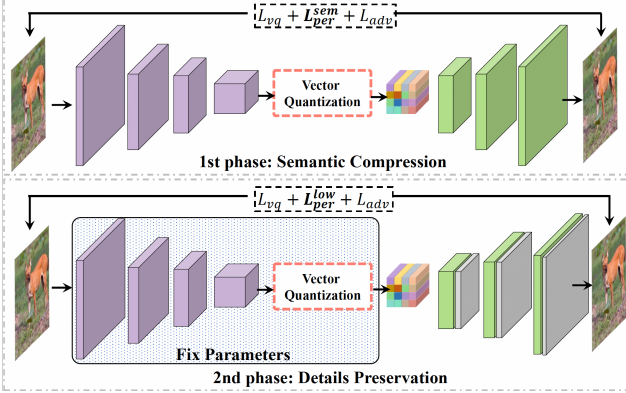 L_vq + L_per^sem + L_adv
Vector
Quantization
1st phase: Semantic Compression
L_vq + L_per^low + L_adv
Vector
Quantization
Fix Parameters
2nd phase: Details Preservation